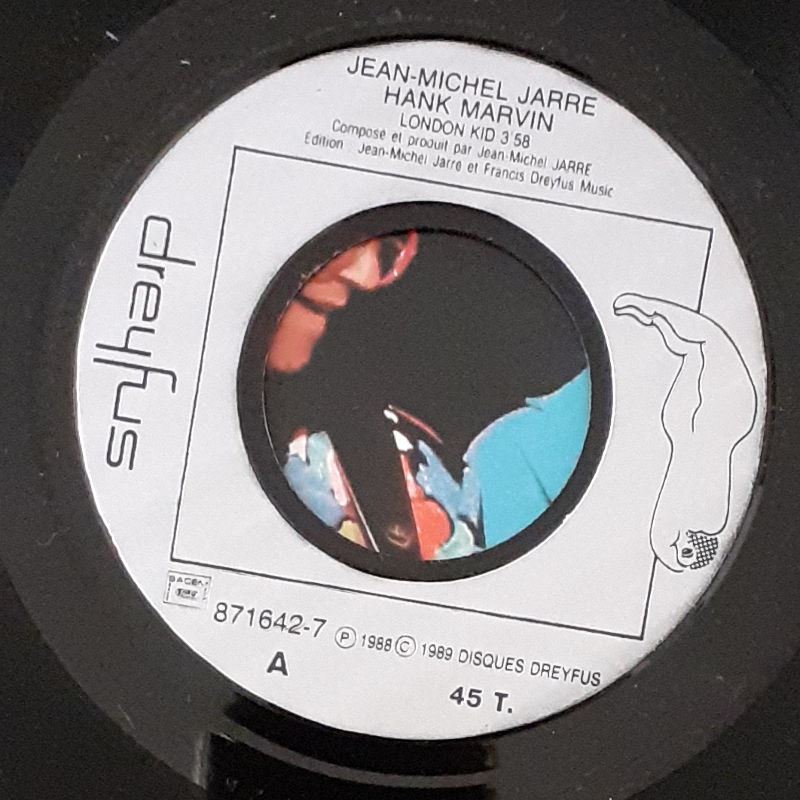 JEAN-MICHEL JARRE
HANK MARVIN
LONDON KID 3'58
Composé et produit par Jean-Michel JARRE
Edition : Jean-Michel Jarre et Francis Dreyfus Music
dreyfus
SACEM
871642-7 Ⓟ 1988 Ⓒ 1989 DISQUES DREYFUS
A
45 T.